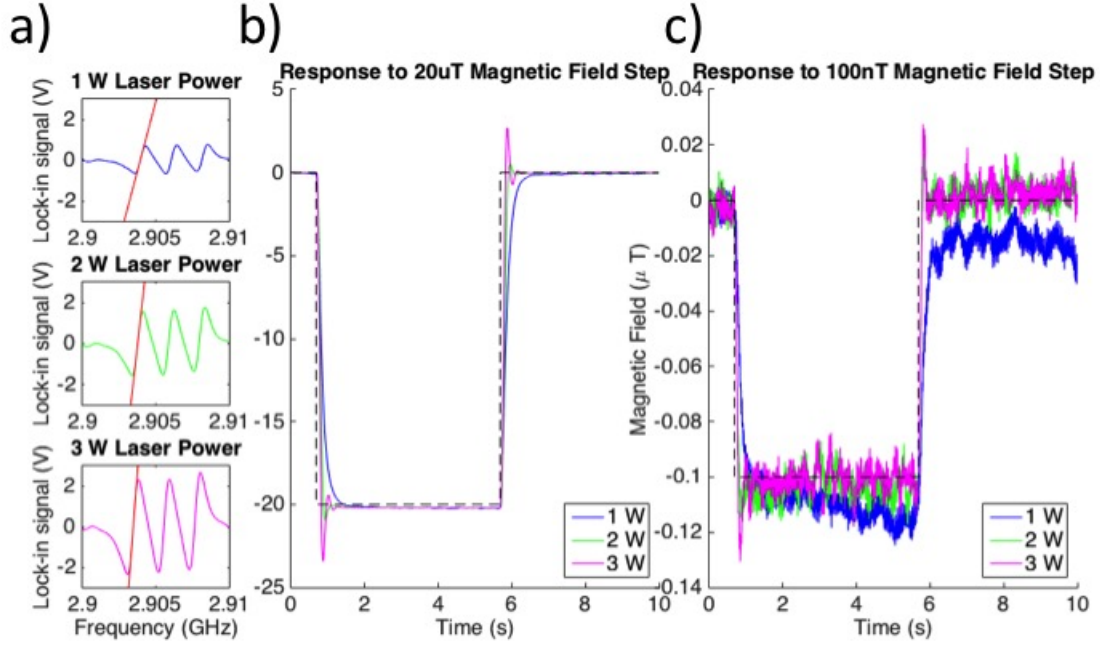 a)
1 W Laser Power
Lock-in signal (V)
2
0
-2
2.9 2.905 2.91
2 W Laser Power
Lock-in signal (V)
2
0
-2
2.9 2.905 2.91
3 W Laser Power
Lock-in signal (V)
2
0
-2
2.9 2.905 2.91
Frequency (GHz)
b)
Response to 20uT Magnetic Field Step
5
0
-5
-10
-15
-20
-25
0 2 4 6 8 10
Time (s)
1 W
2 W
3 W
c)
Response to 100nT Magnetic Field Step
Magnetic Field (μ T)
0.04
0.02
0
-0.02
-0.04
-0.06
-0.08
-0.1
-0.12
-0.14
0 2 4 6 8 10
Time (s)
1 W
2 W
3 W